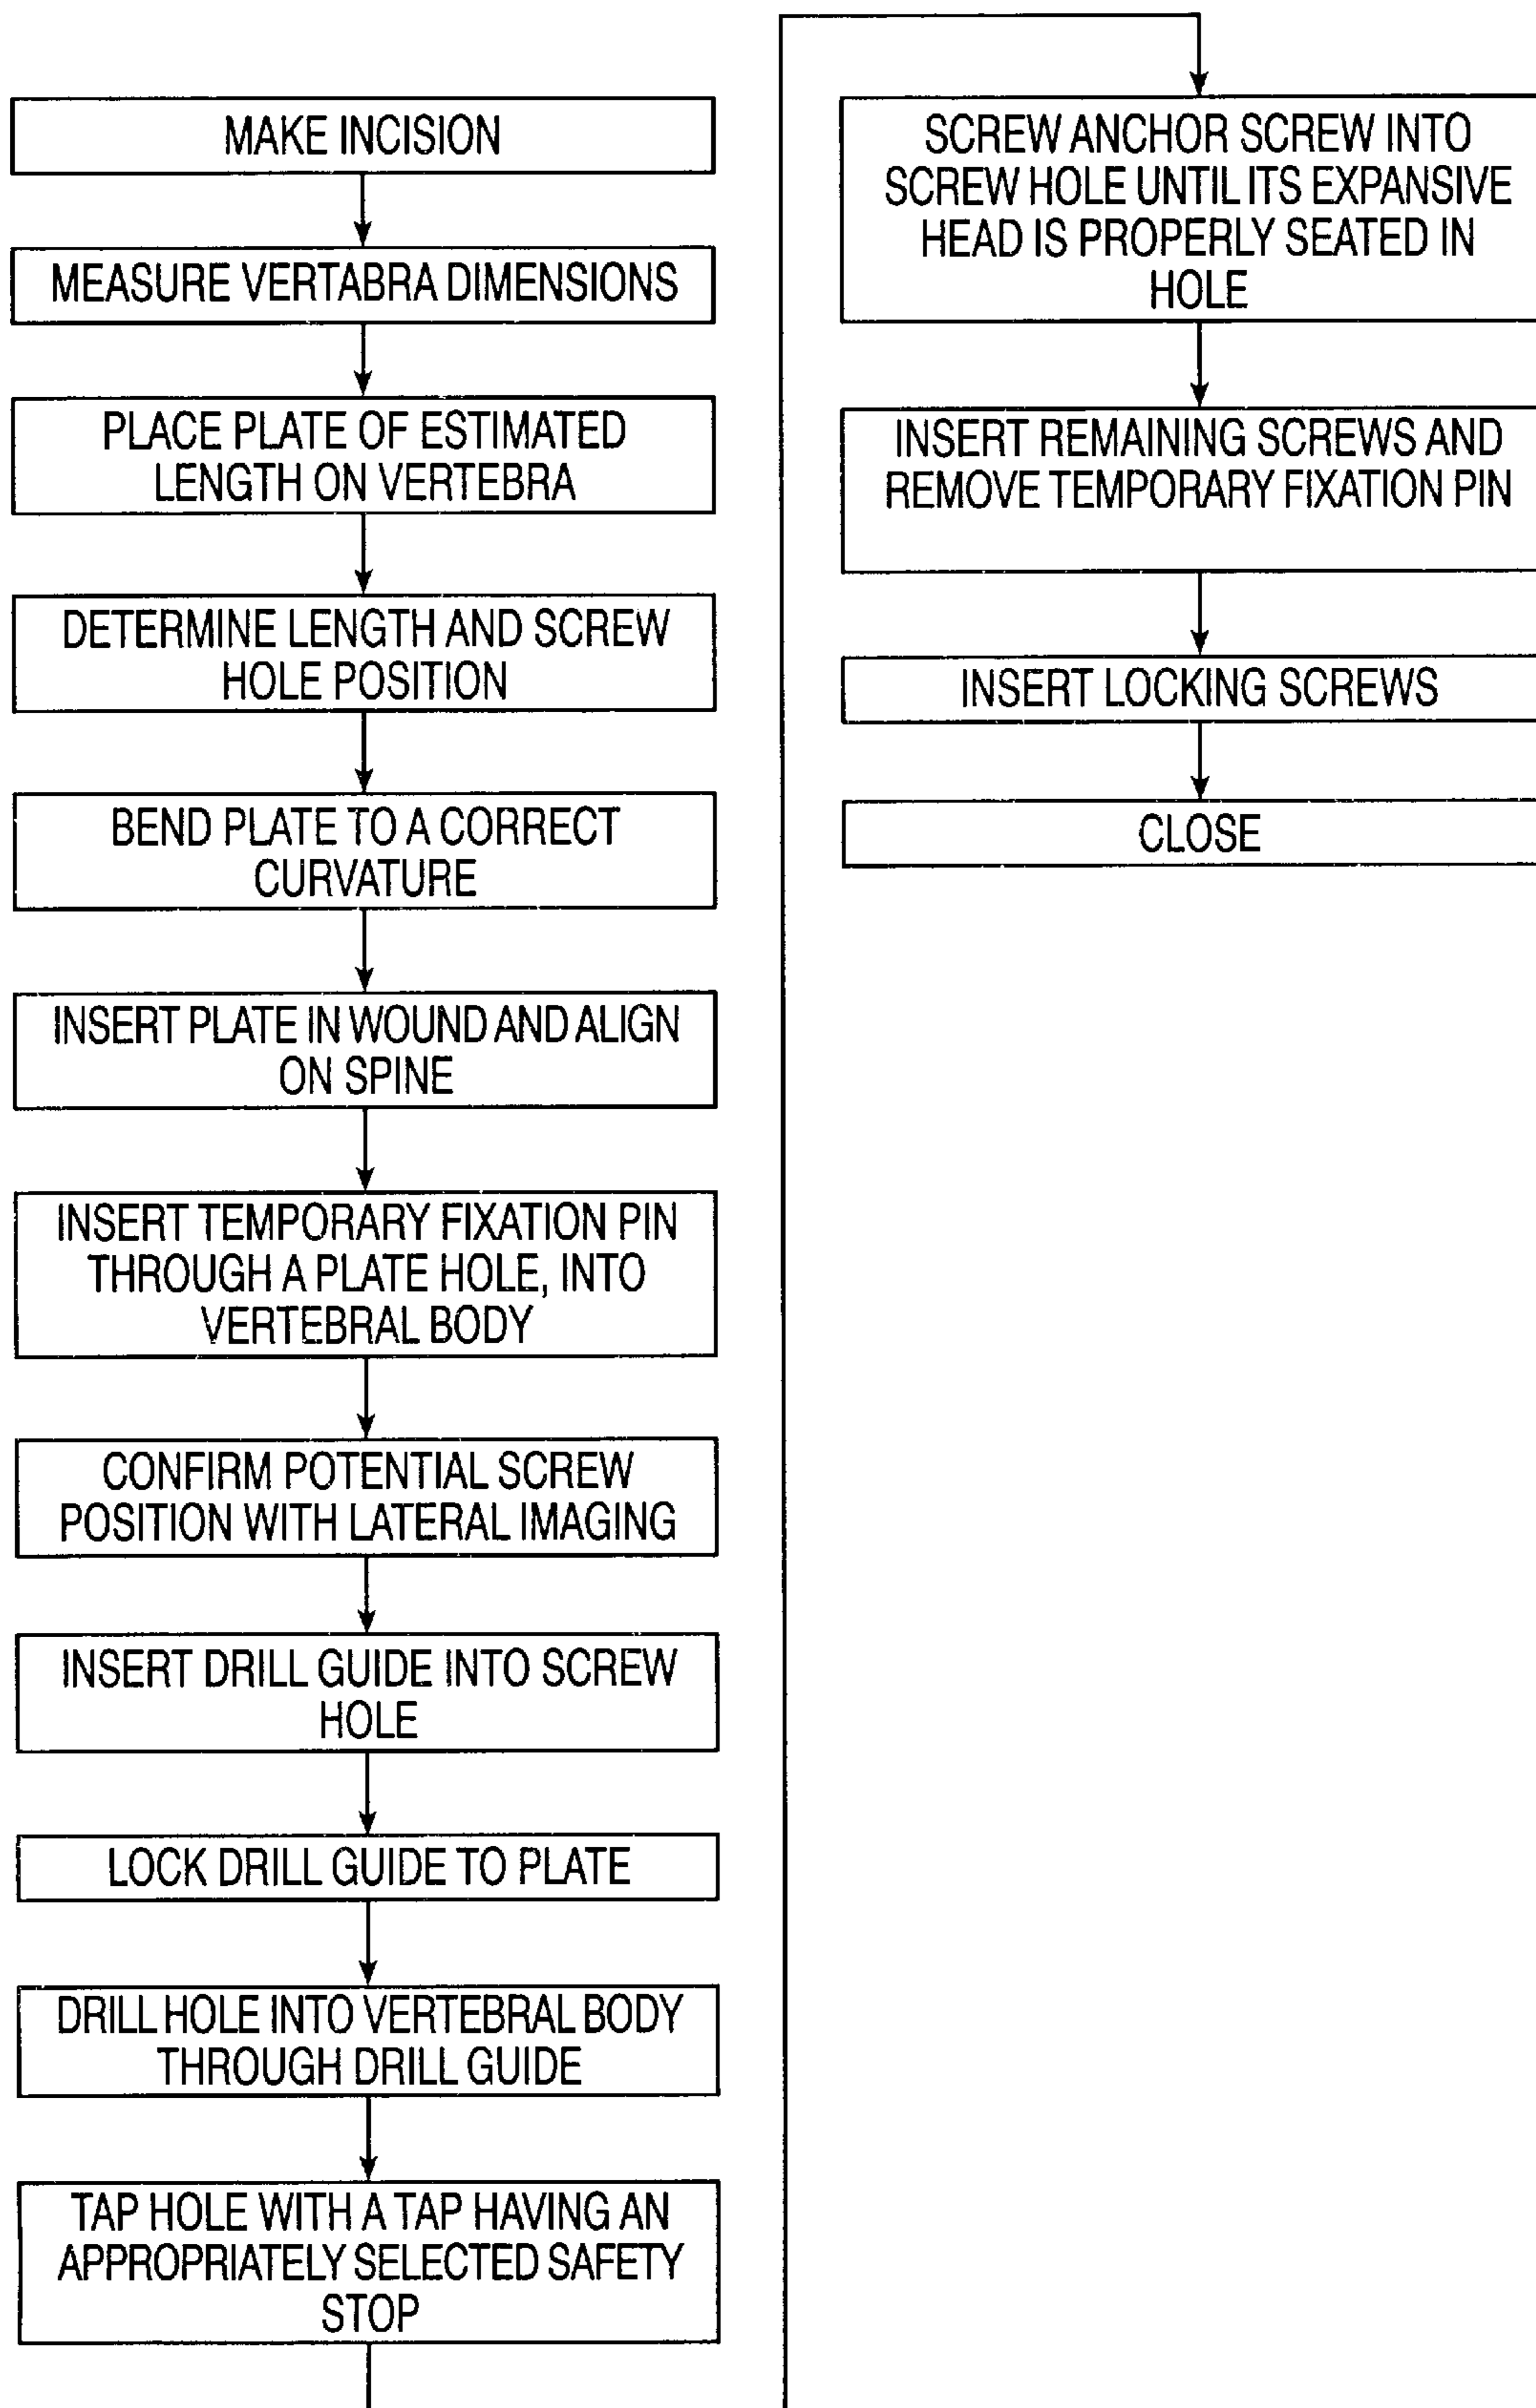 MAKE INCISION
MEASURE VERTABRA DIMENSIONS
PLACE PLATE OF ESTIMATED
LENGTH ON VERTEBRA
DETERMINE LENGTH AND SCREW
HOLE POSITION
BEND PLATE TO A CORRECT
CURVATURE
INSERT PLATE IN WOUND AND ALIGN
ON SPINE
INSERT TEMPORARY FIXATION PIN
THROUGH A PLATE HOLE, INTO
VERTEBRAL BODY
CONFIRM POTENTIAL SCREW
POSITION WITH LATERAL IMAGING
INSERT DRILL GUIDE INTO SCREW
HOLE
LOCK DRILL GUIDE TO PLATE
DRILL HOLE INTO VERTEBRAL BODY
THROUGH DRILL GUIDE
TAP HOLE WITH A TAP HAVING AN
APPROPRIATELY SELECTED SAFETY
STOP
SCREW ANCHOR SCREW INTO
SCREW HOLE UNTIL ITS EXPANSIVE
HEAD IS PROPERLY SEATED IN
HOLE
INSERT REMAINING SCREWS AND
REMOVE TEMPORARY FIXATION PIN
INSERT LOCKING SCREWS
CLOSE